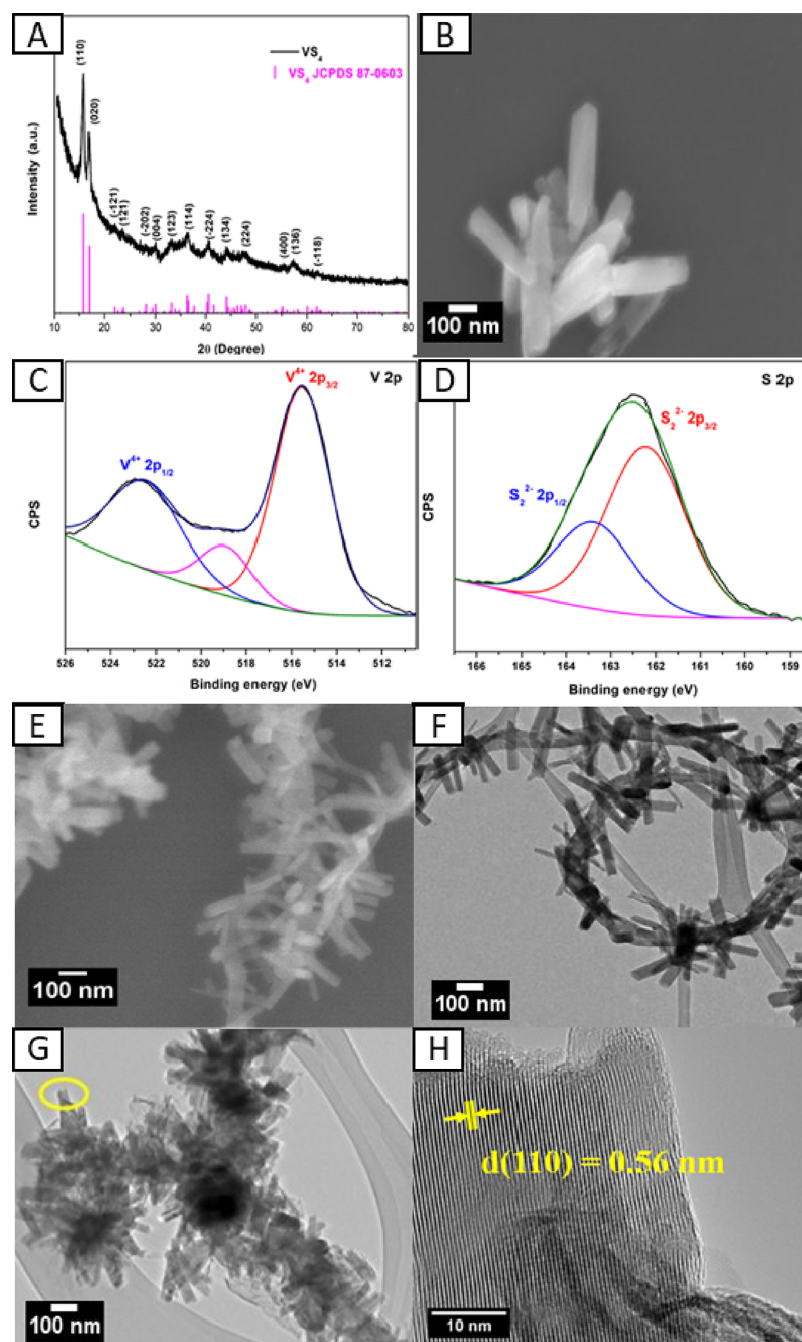 A
VS₄
VS₄ JCPDS 87-0603
(110)
(020)
(-121)
(121)
(-202)
(004)
(123)
(114)
(-224)
(134)
(224)
(400)
(136)
(-118)
Intensity (a.u.)
10 20 30 40 50 60 70 80
2θ (Degree)
B
100 nm
C
V⁴⁺ 2p₃/₂
V 2p
V⁴⁺ 2p₁/₂
CPS
526 524 522 520 518 516 514 512
Binding energy (eV)
D
S 2p
S₂²⁻ 2p₃/₂
S₂²⁻ 2p₁/₂
CPS
166 165 164 163 162 161 160 159
Binding energy (eV)
E
100 nm
F
100 nm
G
100 nm
H
d(110) = 0.56 nm
10 nm